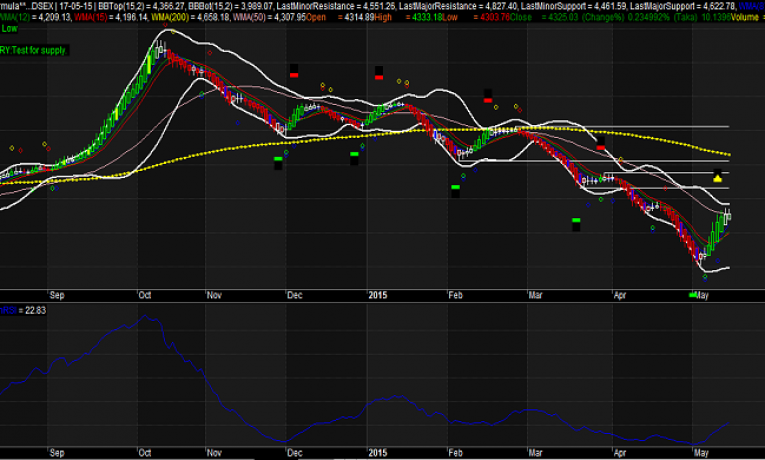 mula**...DSEX | 17-05-15 | BBTop(15,2) = 4,366.27, BBBot(15,2) = 3,989.07, LastMinorResistance = 4,551.26, LastMajorResistance = 4,827.40, LastMinorSupport = 4,461.59, LastMajorSupport = 4,622.78,
WMA(12) = 4,209.13, WMA(15) = 4,196.14, WMA(200) = 4,658.18, WMA(50) = 4,307.95 Open = 4314.89 High = 4333.18 Low = 4303.76 Close = 4325.03 (Change%) 0.234992% (Taka) 10.1396 Volume =
Low
RY Test for supply
Sep Oct Nov Dec 2015 Feb Mar Apr May
= 22.83
Sep Oct Nov Dec 2015 Feb Mar Apr May